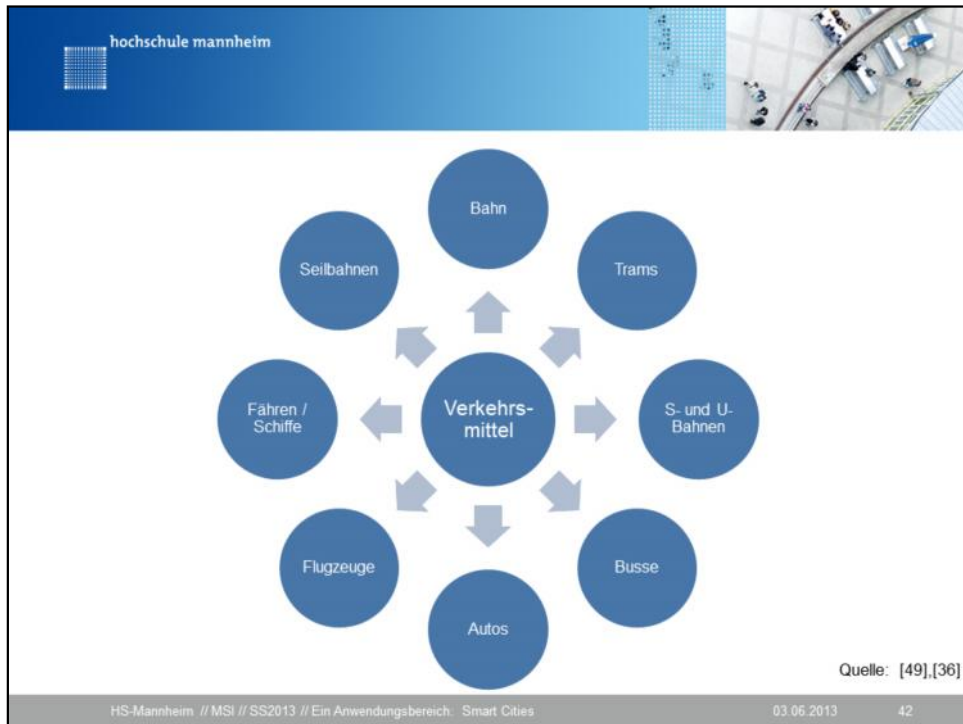 hochschule mannheim
Bahn
Trams
S- und U-
Bahnen
Busse
Autos
Flugzeuge
Fähren /
Schiffe
Seilbahnen
Verkehrs-
mittel
Quelle: [49],[36]
HS-Mannheim // MSI // SS2013 // Ein Anwendungsbereich: Smart Cities 03.06.2013 42